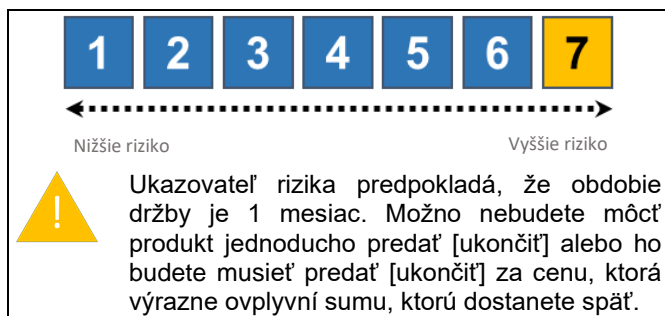 1 2 3 4 5 6 7
Nižšie riziko Vyššie riziko
!
Ukazovateľ rizika predpokladá, že obdobie
držby je 1 mesiac. Možno nebudete môcť
produkt jednoducho predať [ukončiť] alebo ho
budete musieť predať [ukončiť] za cenu, ktorá
výrazne ovplyvní sumu, ktorú dostanete späť.